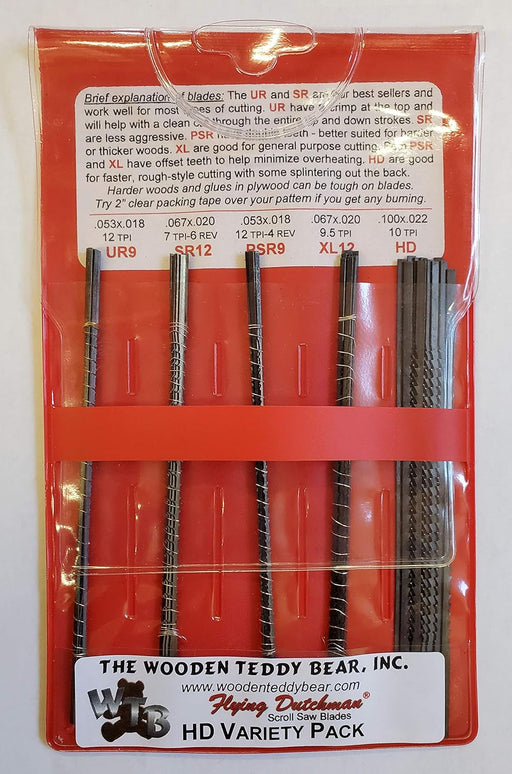 Brief explanation of blades: The UR and SR are our best sellers and
work well for most types of cutting. UR have a crimp at the top and
will help with a clean cut through the entire up and down strokes. SR
are less aggressive. PSR have double teeth - better suited for harder
or thicker woods. XL are good for general purpose cutting. PSR
and XL have offset teeth to help minimize overheating. HD are good
for faster, rough-style cutting with some splintering out the back.
Harder woods and glues in plywood can be tough on blades.
Try 2" clear packing tape over your pattern if you get any burning.
.053x.018 .067x.020 .053x.018 .067x.020 .100x.022
12 TPI 7 TPI-6 REV 12 TPI-4 REV 9.5 TPI 10 TPI
UR9 SR12 PSR9 XL12 HD
THE WOODEN TEDDY BEAR, INC.
www.woodenteddybear.com
WTB
Flying Dutchman®
Scroll Saw Blades
HD VARIETY PACK